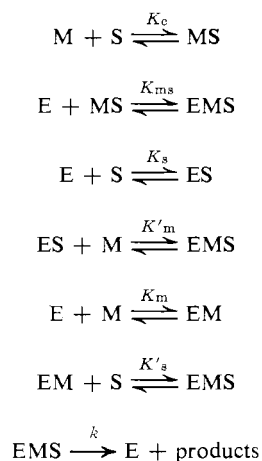 K_c
M + S ⇌ MS
K_ms
E + MS ⇌ EMS
K_s
E + S ⇌ ES
K'_m
ES + M ⇌ EMS
K_m
E + M ⇌ EM
K'_s
EM + S ⇌ EMS
k
EMS ⟶ E + products